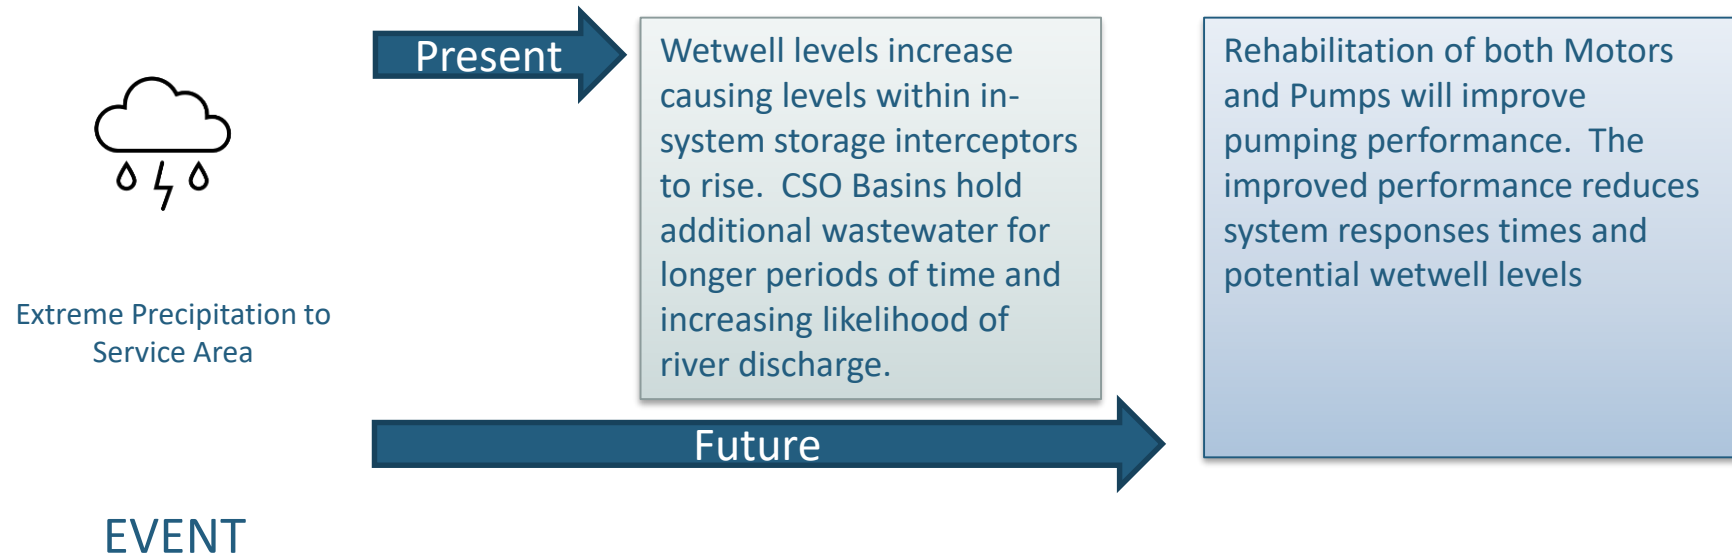 Present
Wetwell levels increase
causing levels within in-
system storage interceptors
to rise.  CSO Basins hold
additional wastewater for
longer periods of time and
increasing likelihood of
river discharge.
Rehabilitation of both Motors
and Pumps will improve
pumping performance.  The
improved performance reduces
system responses times and
potential wetwell levels
Extreme Precipitation to
Service Area
Future
EVENT